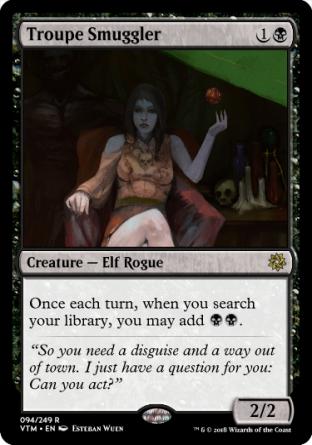 Troupe Smuggler 1
Creature — Elf Rogue
Once each turn, when you search
your library, you may add.
“So you need a disguise and a way out
of town. I just have a question for you:
Can you act?”
2/2
094/249 R
VTM • EN Esteban Wuen
™ & © 2018 Wizards of the Coast